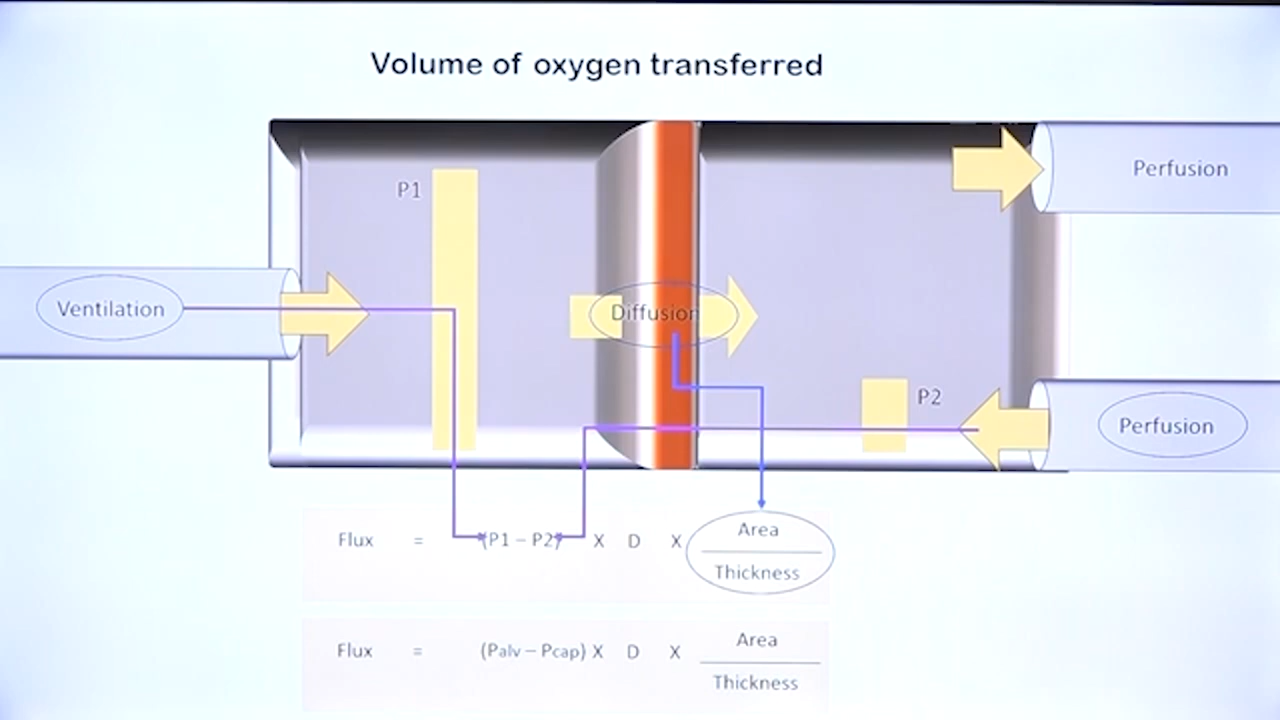 Volume of oxygen transferred
Perfusion
P1
Ventilation
Diffusion
P2
Perfusion
Flux = (P1 – P2) X D X Area
Thickness
Flux = (Palv – Pcap) X D X Area
Thickness